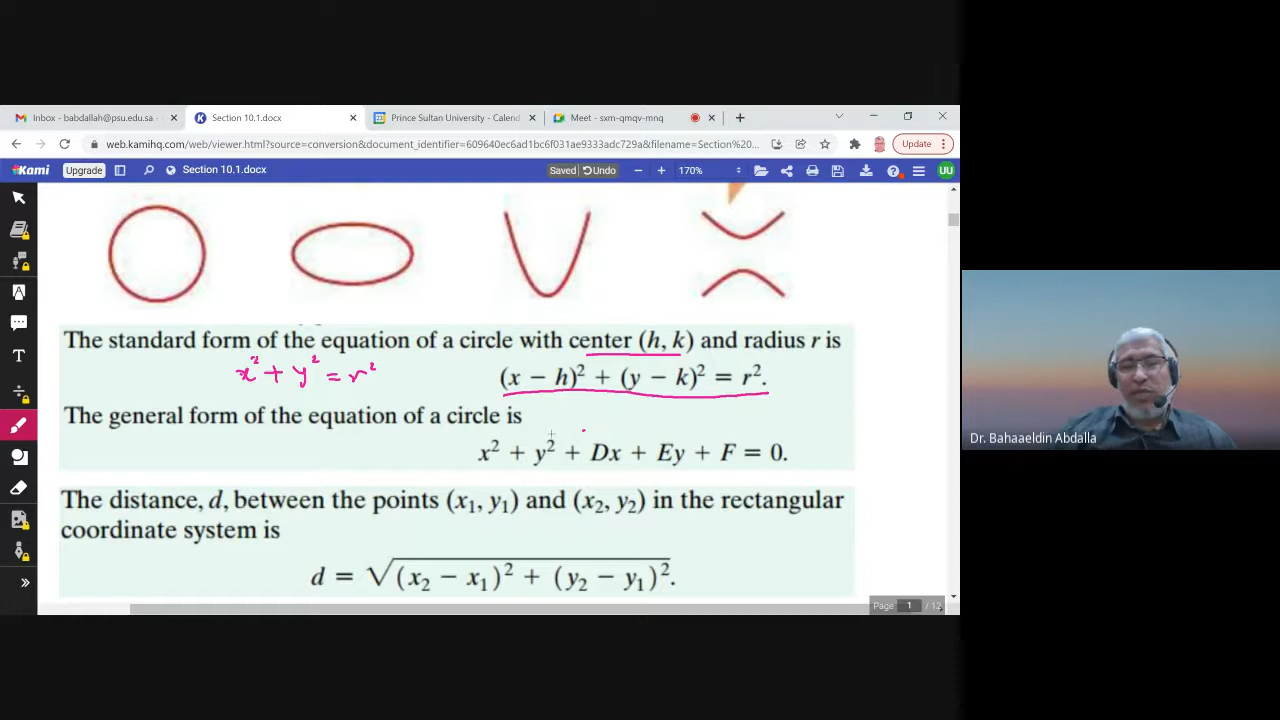 Inbox - babdallah@psu.edu.sa - Section 10.1.docx Prince Sultan University - Calend Meet - sxm-qmqv-mnq
web.kamihq.com/web/viewer.html?source=conversion&document_identifier=609640ec6ad1bc6f031ae9333adc729a&filename=Section%20... Update
Kami Upgrade Section 10.1.docx Saved Undo 170% UU
The standard form of the equation of a circle with center (h, k) and radius r is
x² + y² = r² (x − h)² + (y − k)² = r².
The general form of the equation of a circle is
x² + y² + Dx + Ey + F = 0.
The distance, d, between the points (x₁, y₁) and (x₂, y₂) in the rectangular
coordinate system is
d = √(x₂ − x₁)² + (y₂ − y₁)².
Page 1 / 12
Dr. Bahaaeldin Abdalla